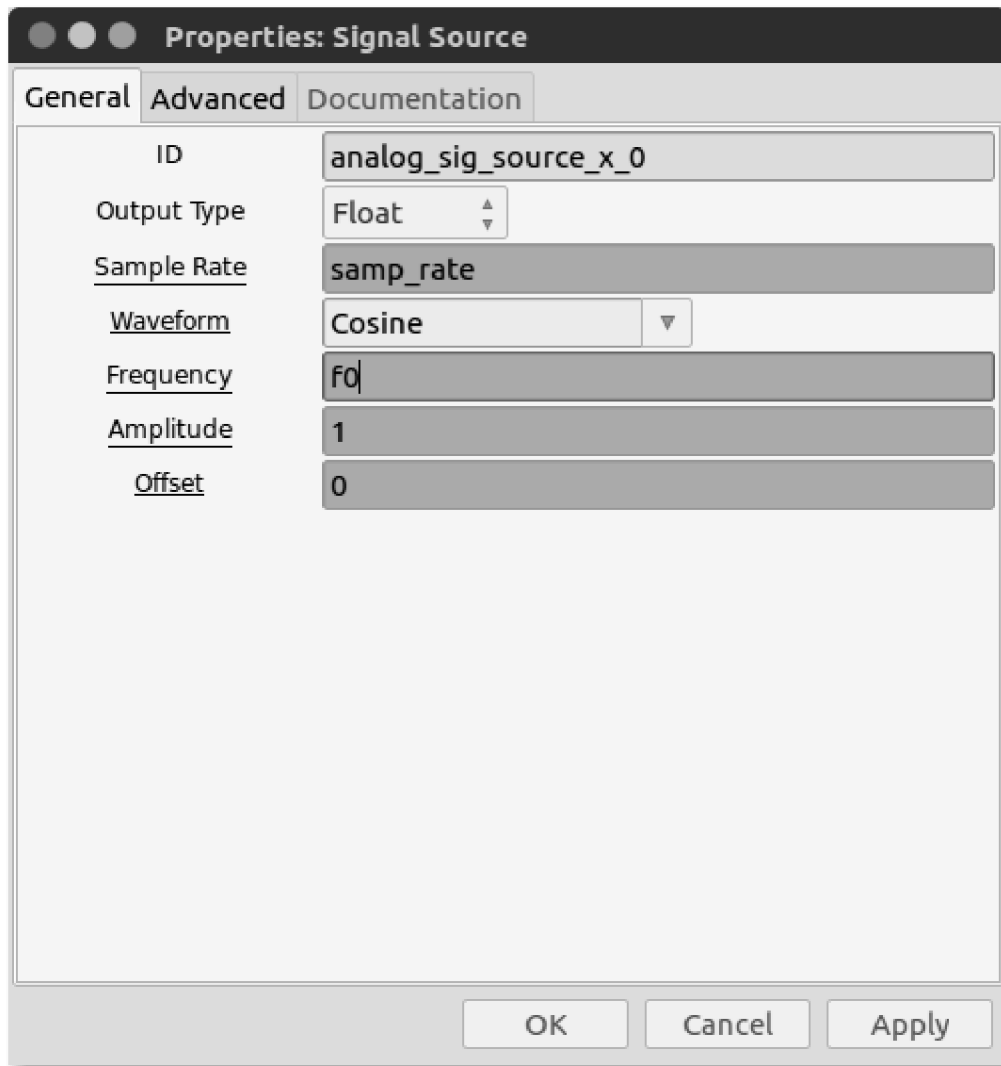 Properties: Signal Source
General Advanced Documentation
ID analog_sig_source_x_0
Output Type Float
Sample Rate samp_rate
Waveform Cosine
Frequency f0
Amplitude 1
Offset 0
OK Cancel Apply